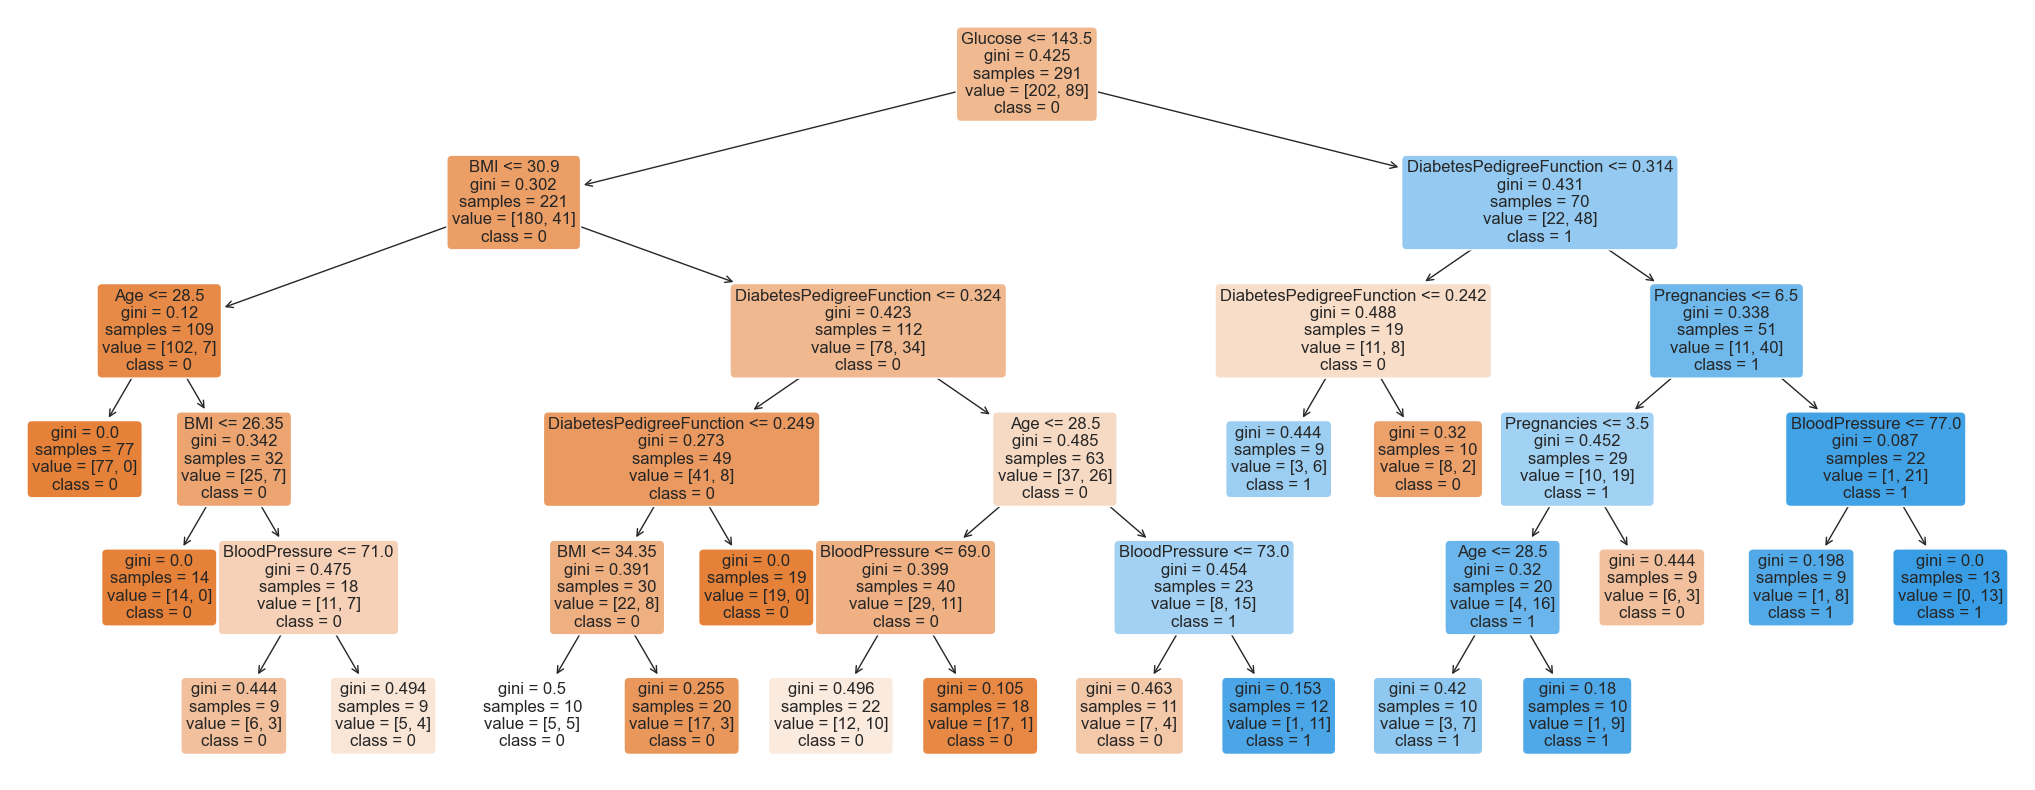 Glucose <= 143.5
gini = 0.425
samples = 291
value = [202, 89]
class = 0
BMI <= 30.9
gini = 0.302
samples = 221
value = [180, 41]
class = 0
DiabetesPedigreeFunction <= 0.314
gini = 0.431
samples = 70
value = [22, 48]
class = 1
Age <= 28.5
gini = 0.12
samples = 109
value = [102, 7]
class = 0
DiabetesPedigreeFunction <= 0.324
gini = 0.423
samples = 112
value = [78, 34]
class = 0
DiabetesPedigreeFunction <= 0.242
gini = 0.488
samples = 19
value = [11, 8]
class = 0
Pregnancies <= 6.5
gini = 0.338
samples = 51
value = [11, 40]
class = 1
gini = 0.0
samples = 77
value = [77, 0]
class = 0
BMI <= 26.35
gini = 0.342
samples = 32
value = [25, 7]
class = 0
DiabetesPedigreeFunction <= 0.249
gini = 0.273
samples = 49
value = [41, 8]
class = 0
Age <= 28.5
gini = 0.485
samples = 63
value = [37, 26]
class = 0
gini = 0.444
samples = 9
value = [3, 6]
class = 1
gini = 0.32
samples = 10
value = [8, 2]
class = 0
Pregnancies <= 3.5
gini = 0.452
samples = 29
value = [10, 19]
class = 1
BloodPressure <= 77.0
gini = 0.087
samples = 22
value = [1, 21]
class = 1
gini = 0.0
samples = 14
value = [14, 0]
class = 0
BloodPressure <= 71.0
gini = 0.475
samples = 18
value = [11, 7]
class = 0
BMI <= 34.35
gini = 0.391
samples = 30
value = [22, 8]
class = 0
gini = 0.0
samples = 19
value = [19, 0]
class = 0
BloodPressure <= 69.0
gini = 0.399
samples = 40
value = [29, 11]
class = 0
BloodPressure <= 73.0
gini = 0.454
samples = 23
value = [8, 15]
class = 1
Age <= 28.5
gini = 0.32
samples = 20
value = [4, 16]
class = 1
gini = 0.444
samples = 9
value = [6, 3]
class = 0
gini = 0.198
samples = 9
value = [1, 8]
class = 1
gini = 0.0
samples = 13
value = [0, 13]
class = 1
gini = 0.444
samples = 9
value = [6, 3]
class = 0
gini = 0.494
samples = 9
value = [5, 4]
class = 0
gini = 0.5
samples = 10
value = [5, 5]
class = 0
gini = 0.255
samples = 20
value = [17, 3]
class = 0
gini = 0.496
samples = 22
value = [12, 10]
class = 0
gini = 0.105
samples = 18
value = [17, 1]
class = 0
gini = 0.463
samples = 11
value = [7, 4]
class = 0
gini = 0.153
samples = 12
value = [1, 11]
class = 1
gini = 0.42
samples = 10
value = [3, 7]
class = 1
gini = 0.18
samples = 10
value = [1, 9]
class = 1